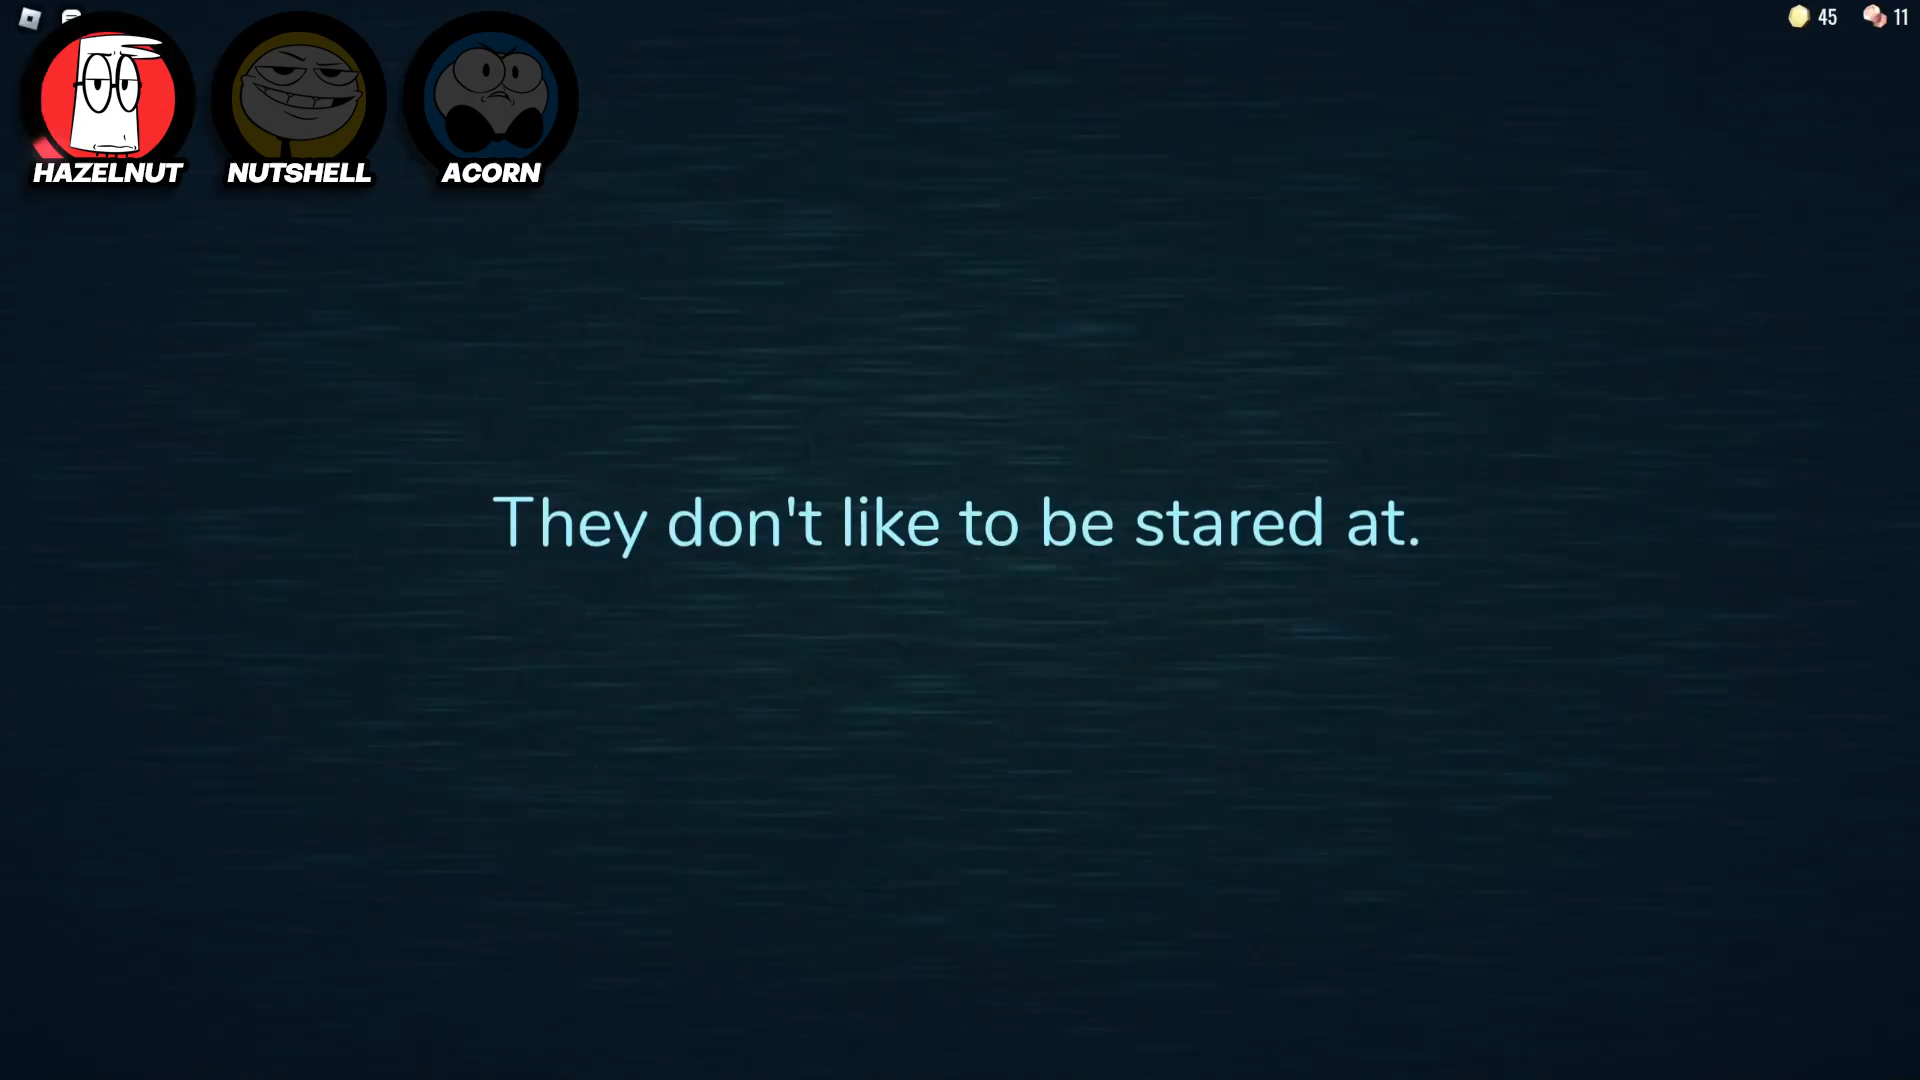 45 11
HAZELNUT NUTSHELL ACORN
They don't like to be stared at.